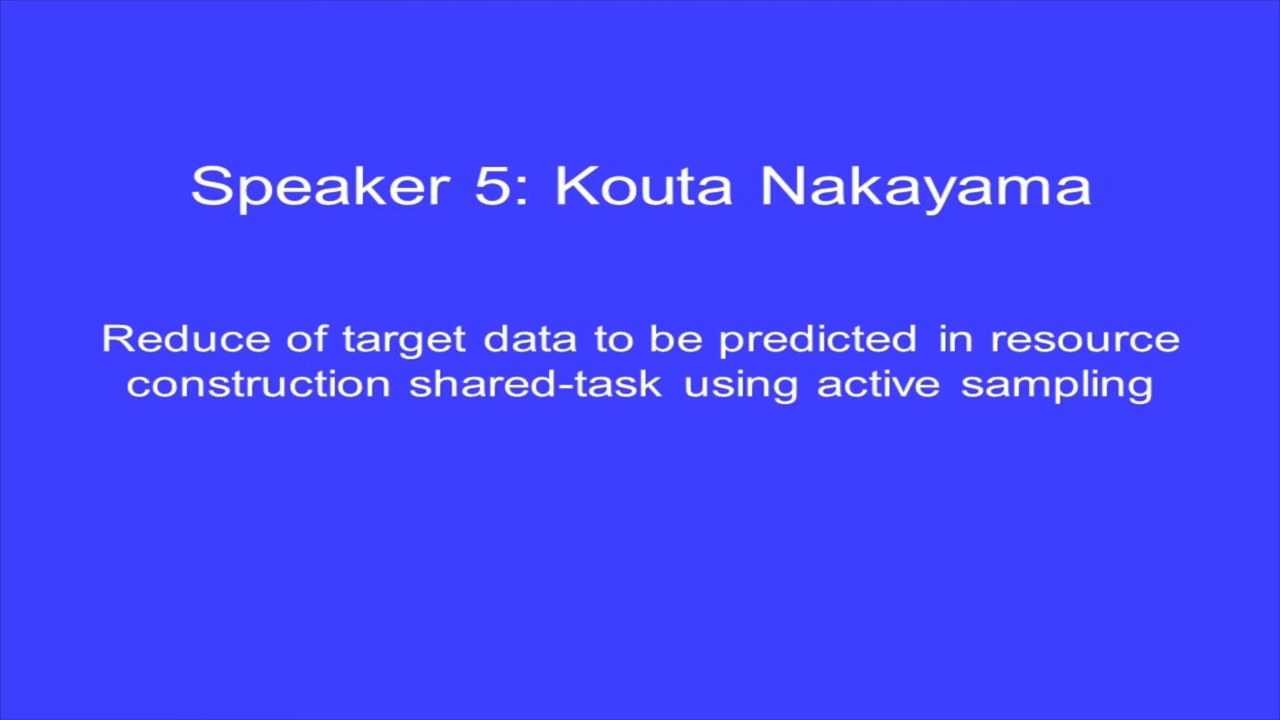 Speaker 5: Kouta Nakayama
Reduce of target data to be predicted in resource
construction shared-task using active sampling